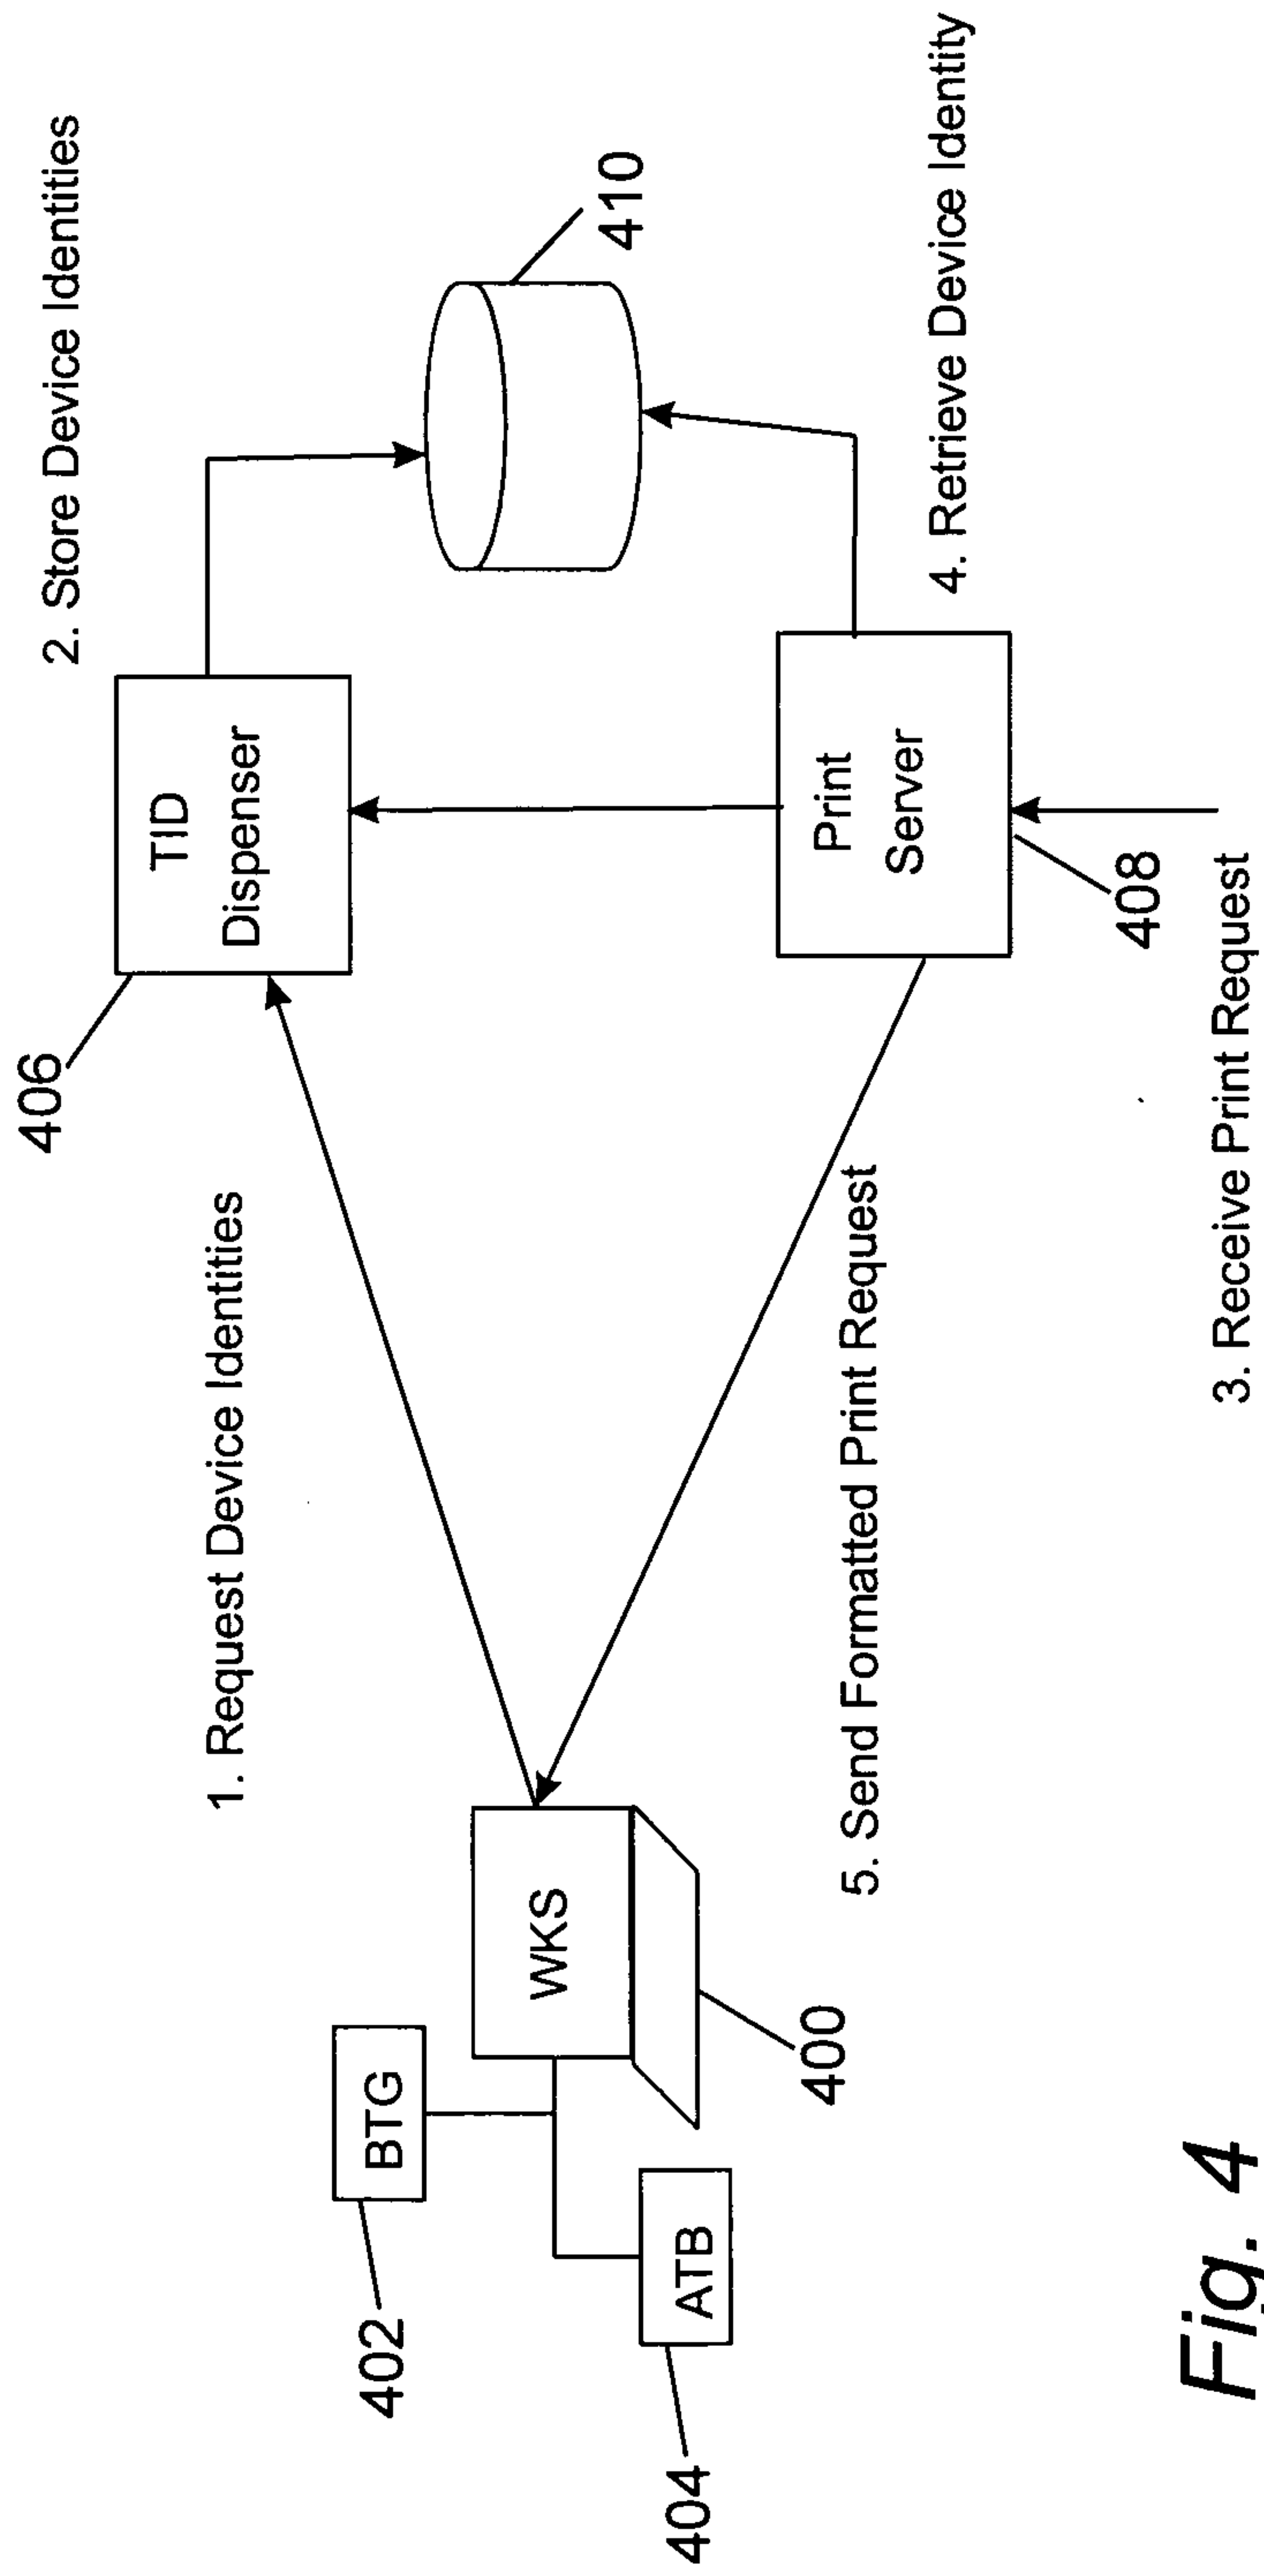 2. Store Device Identities
406
TID
Dispenser
1. Request Device Identities
410
BTG
402
WKS
4. Retrieve Device Identity
Print
Server
ATB
404
400
5. Send Formatted Print Request
408
3. Receive Print Request
Fig. 4